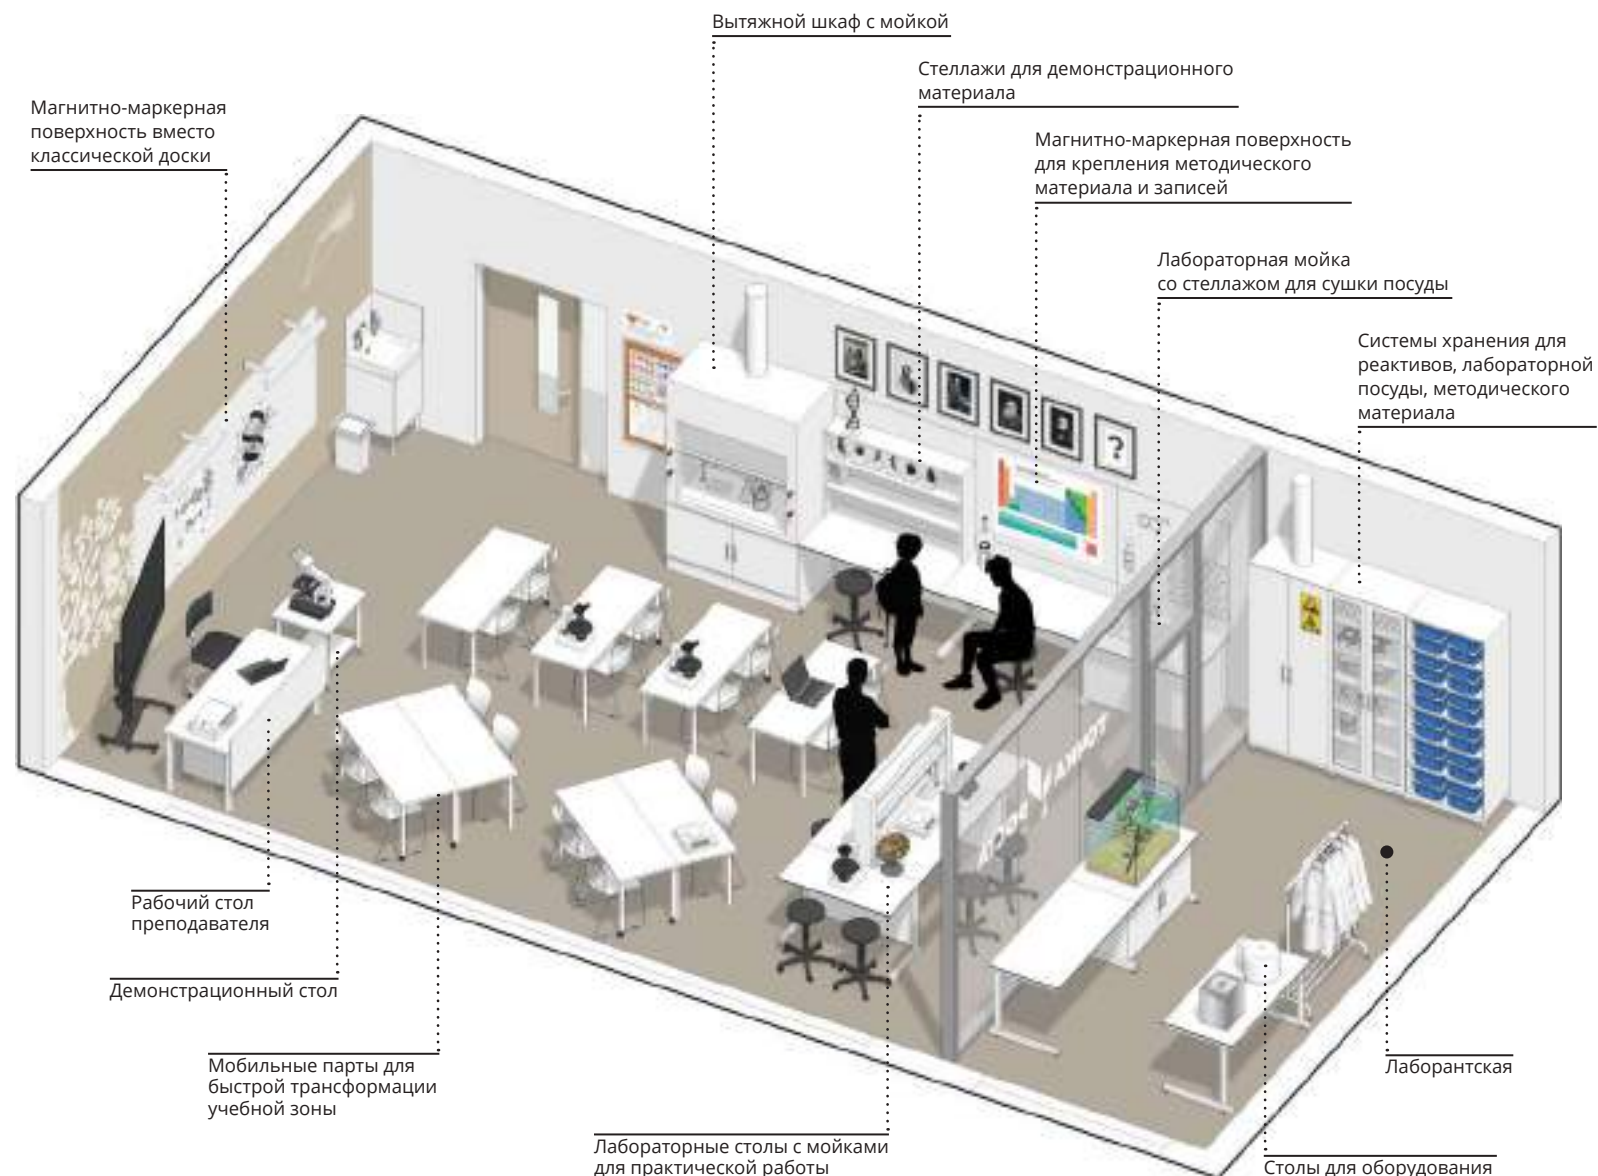 Вытяжной шкаф с мойкой
Стеллажи для демонстрационного
материала
Магнитно-маркерная
поверхность вместо
классической доски
Магнитно-маркерная поверхность
для крепления методического
материала и записей
Лабораторная мойка
со стеллажом для сушки посуды
Системы хранения для
реактивов, лабораторной
посуды, методического
материала
?
Рабочий стол
преподавателя
Демонстрационный стол
Мобильные парты для
быстрой трансформации
учебной зоны
Лабораторные столы с мойками
для практической работы
Лаборантская
Столы для оборудования